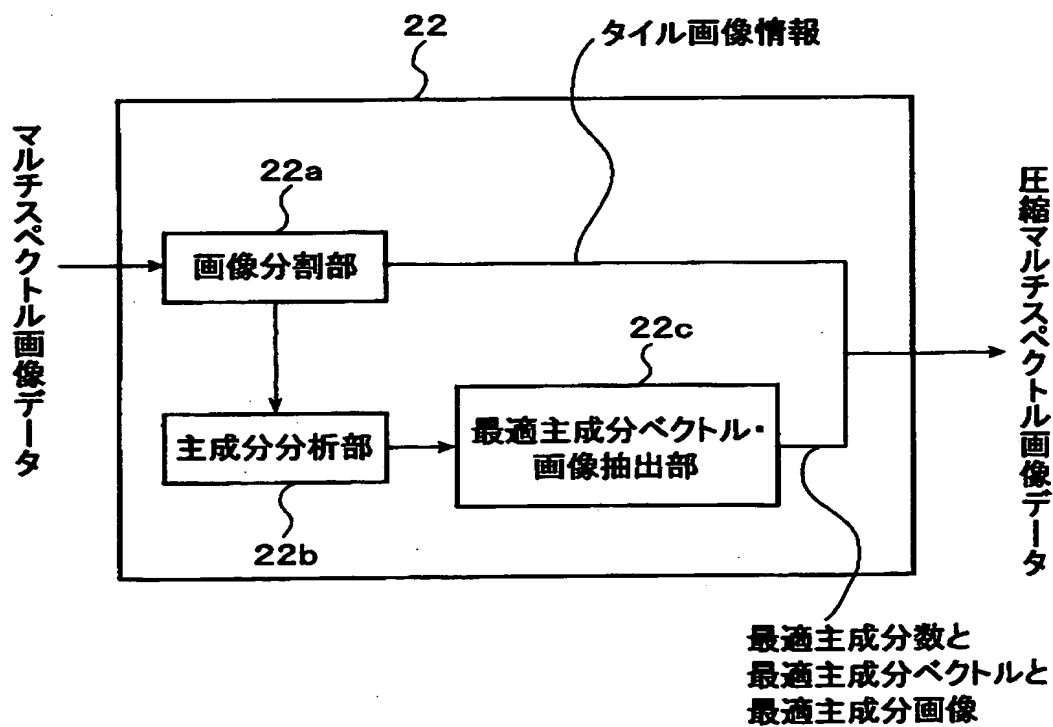 22
タイル画像情報
マルチスペクトル画像データ
22a
画像分割部
22c
圧縮マルチスペクトル画像データ
主成分分析部
最適主成分ベクトル・
画像抽出部
22b
最適主成分数と
最適主成分ベクトルと
最適主成分画像